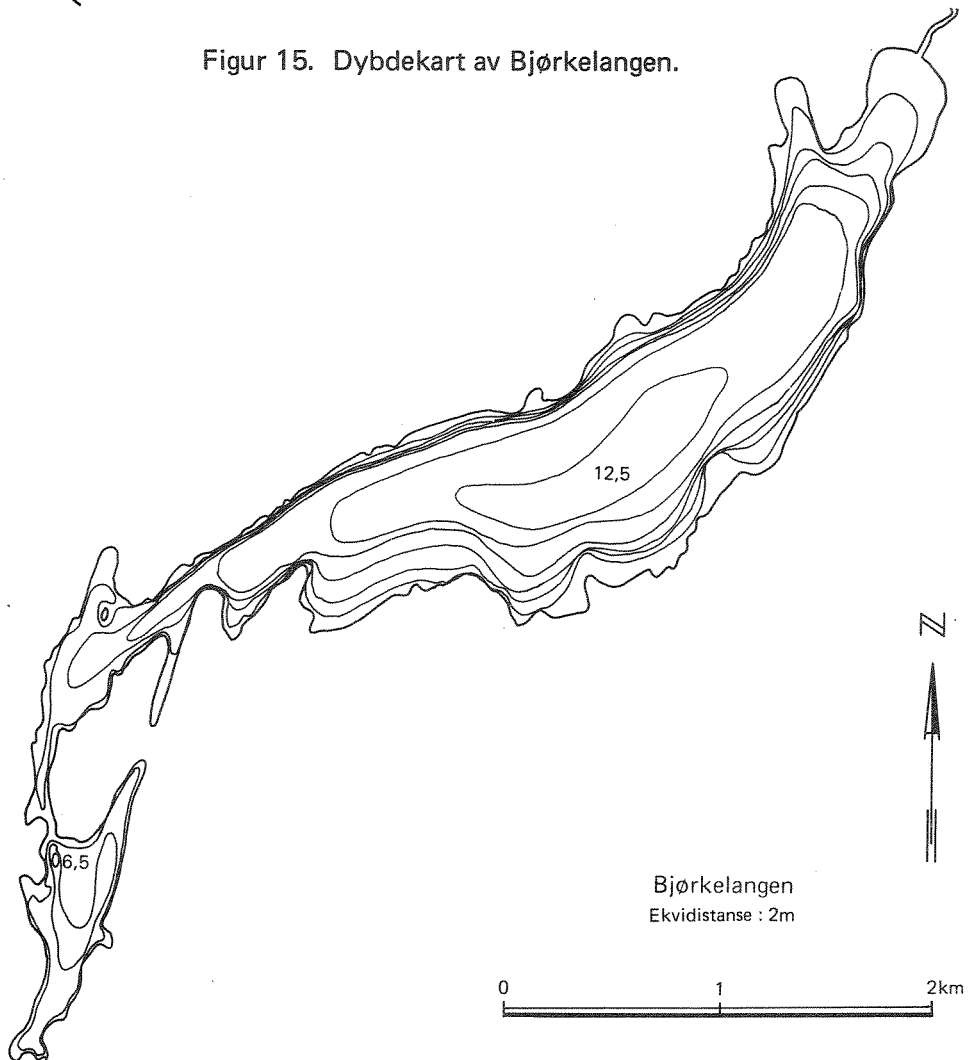 Figur 15. Dybdekart av Bjørkelangen.
12,5
N
6,5
Bjørkelangen
Ekvidistanse : 2m
0 1 2km